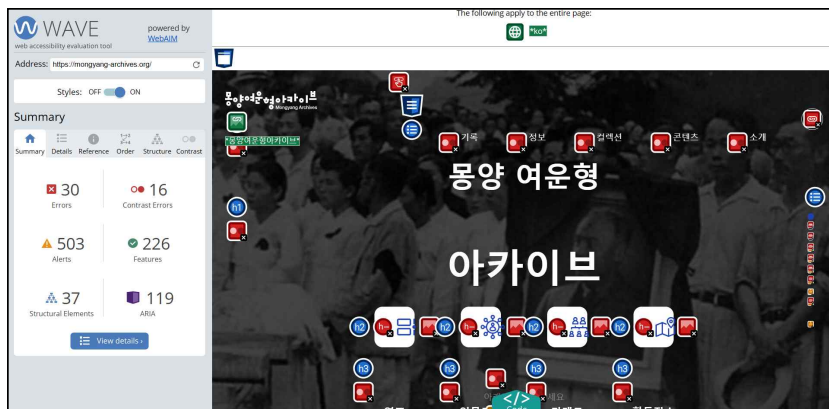 WAVE
web accessibility evaluation tool
powered by
WebAIM
Address: https://mongyang-archives.org/
Styles: OFF ON
Summary
Summary Details Reference Order Structure Contrast
30
Errors
16
Contrast Errors
503
Alerts
226
Features
37
Structural Elements
119
ARIA
View details ›
The following apply to the entire page:
*ko*
몽양여운형아카이브
Mongyang Archives
*몽양여운형아카이브*
기록 정보 컬렉션 콘텐츠 소개
h1
몽양 여운형
아카이브
h2 h- h2 h- h2 h- h2 h-
h3 h3 h3 h3
</>
Code